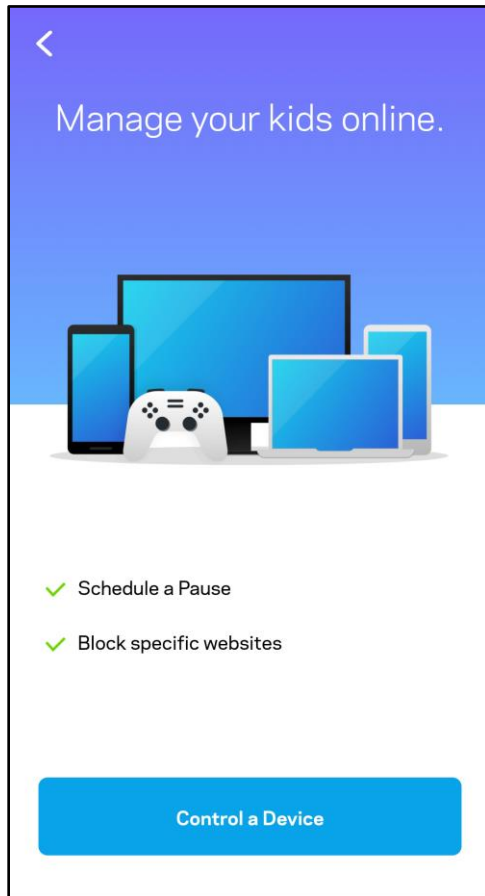 Manage your kids online.
Schedule a Pause
Block specific websites
Control a Device